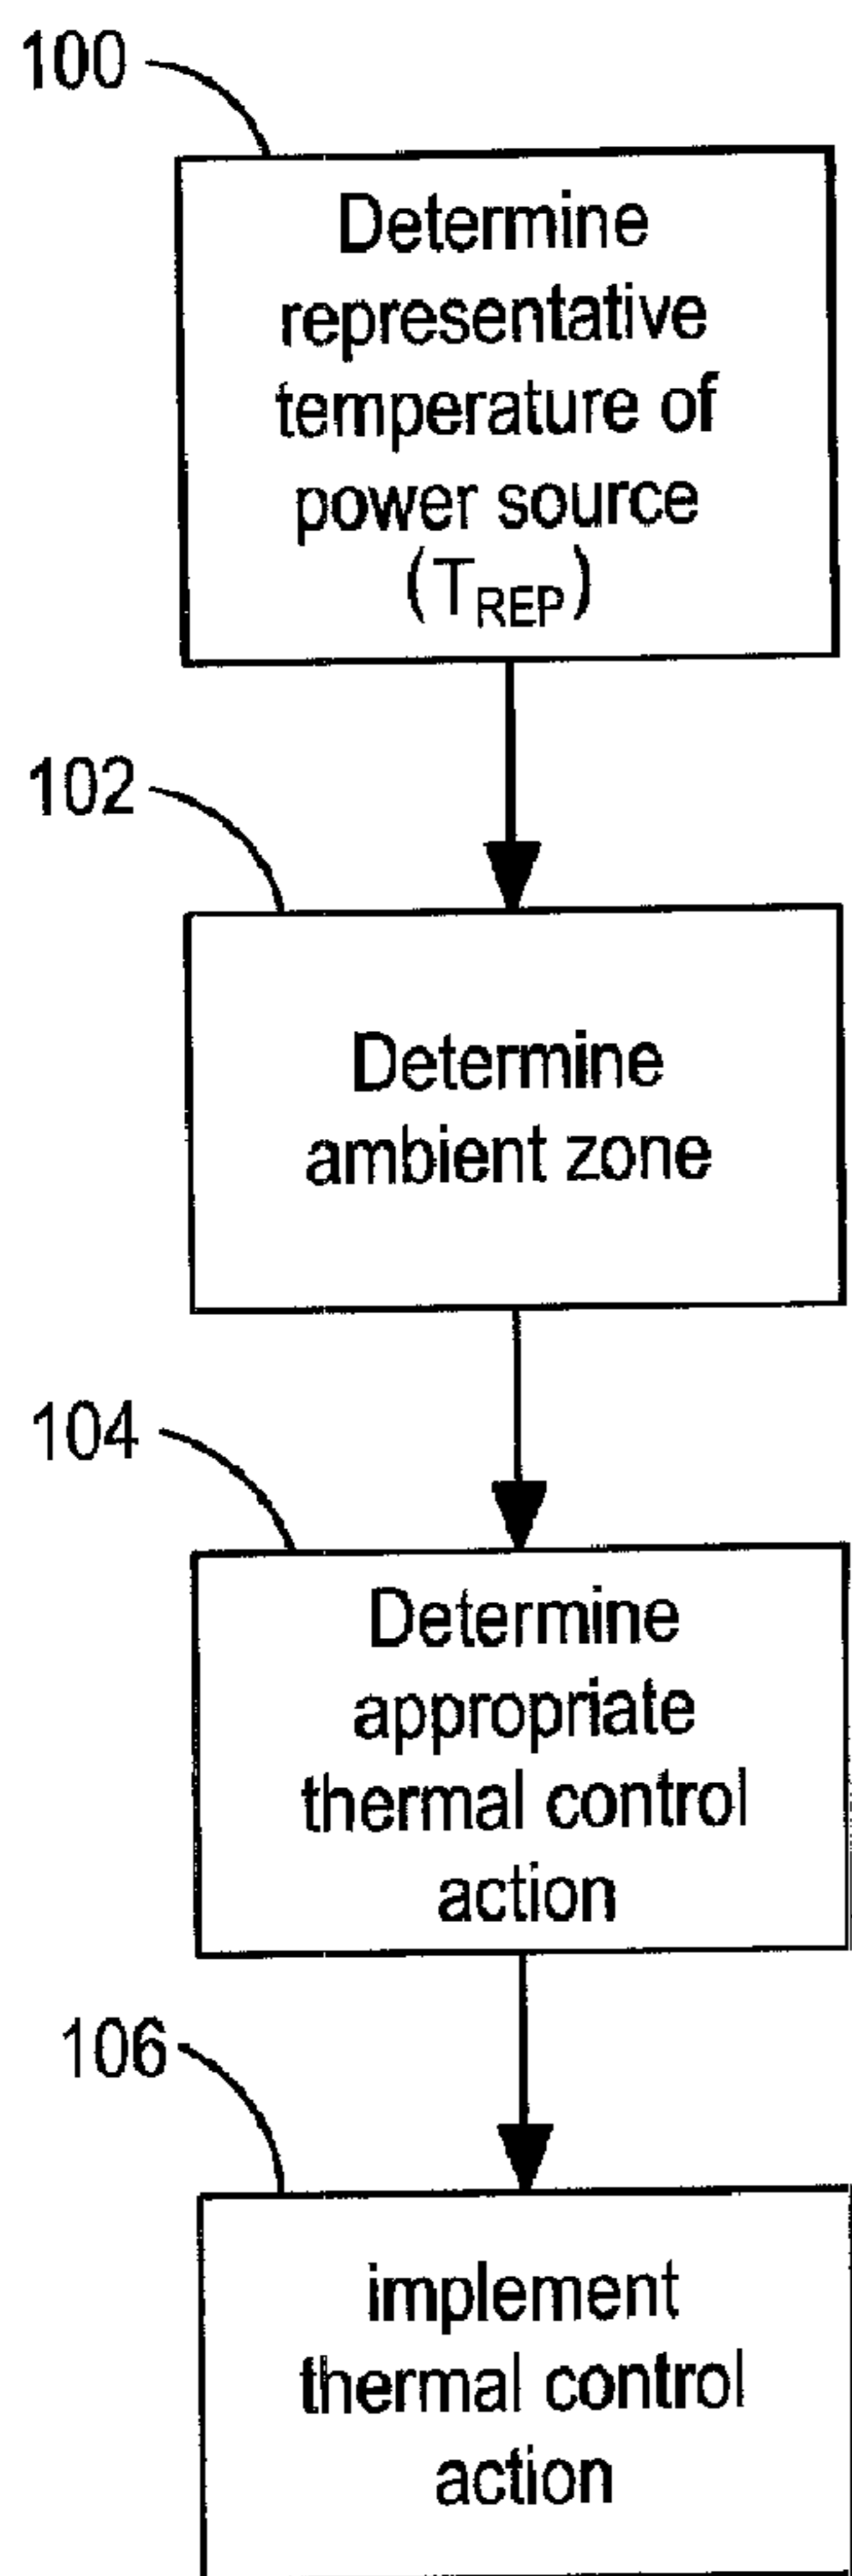 100
Determine
representative
temperature of
power source
(T_REP)
102
Determine
ambient zone
104
Determine
appropriate
thermal control
action
106
implement
thermal control
action